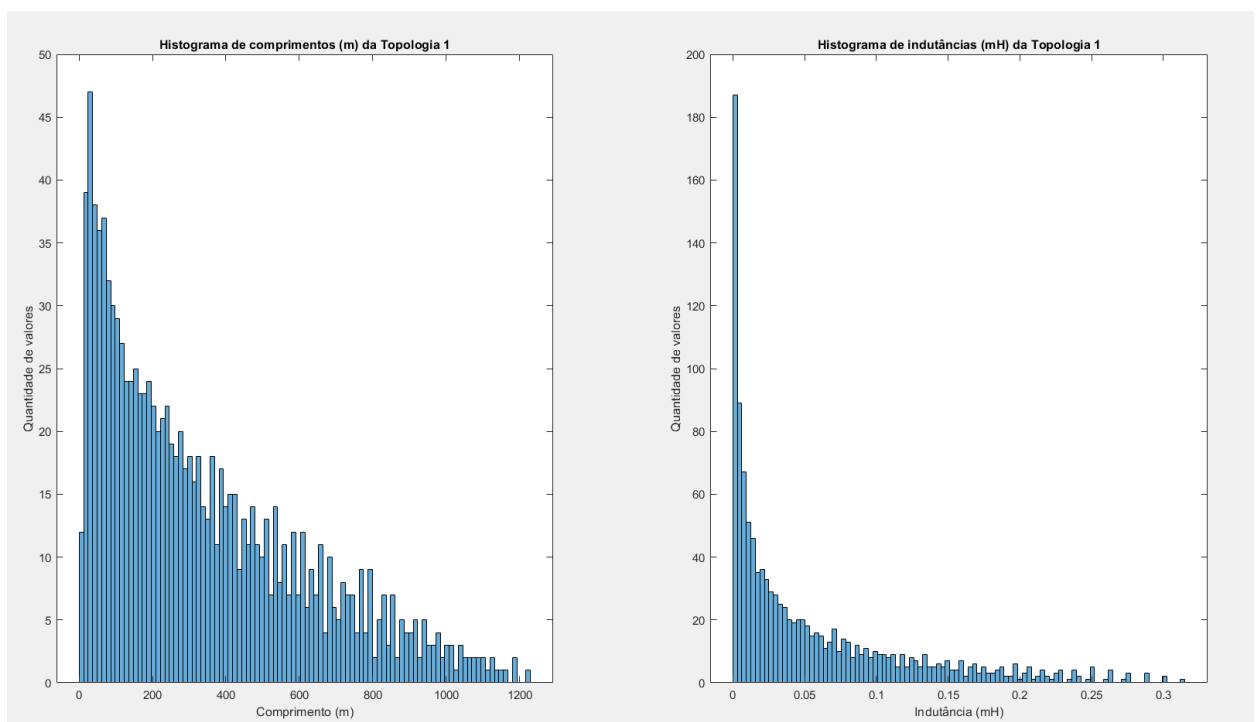 Histograma de comprimentos (m) da Topologia 1
50
45
40
35
30
25
20
15
10
5
0
Quantidade de valores
0 200 400 600 800 1000 1200
Comprimento (m)
Histograma de indutâncias (mH) da Topologia 1
200
180
160
140
120
100
80
60
40
20
0
Quantidade de valores
0 0.05 0.1 0.15 0.2 0.25 0.3
Indutância (mH)